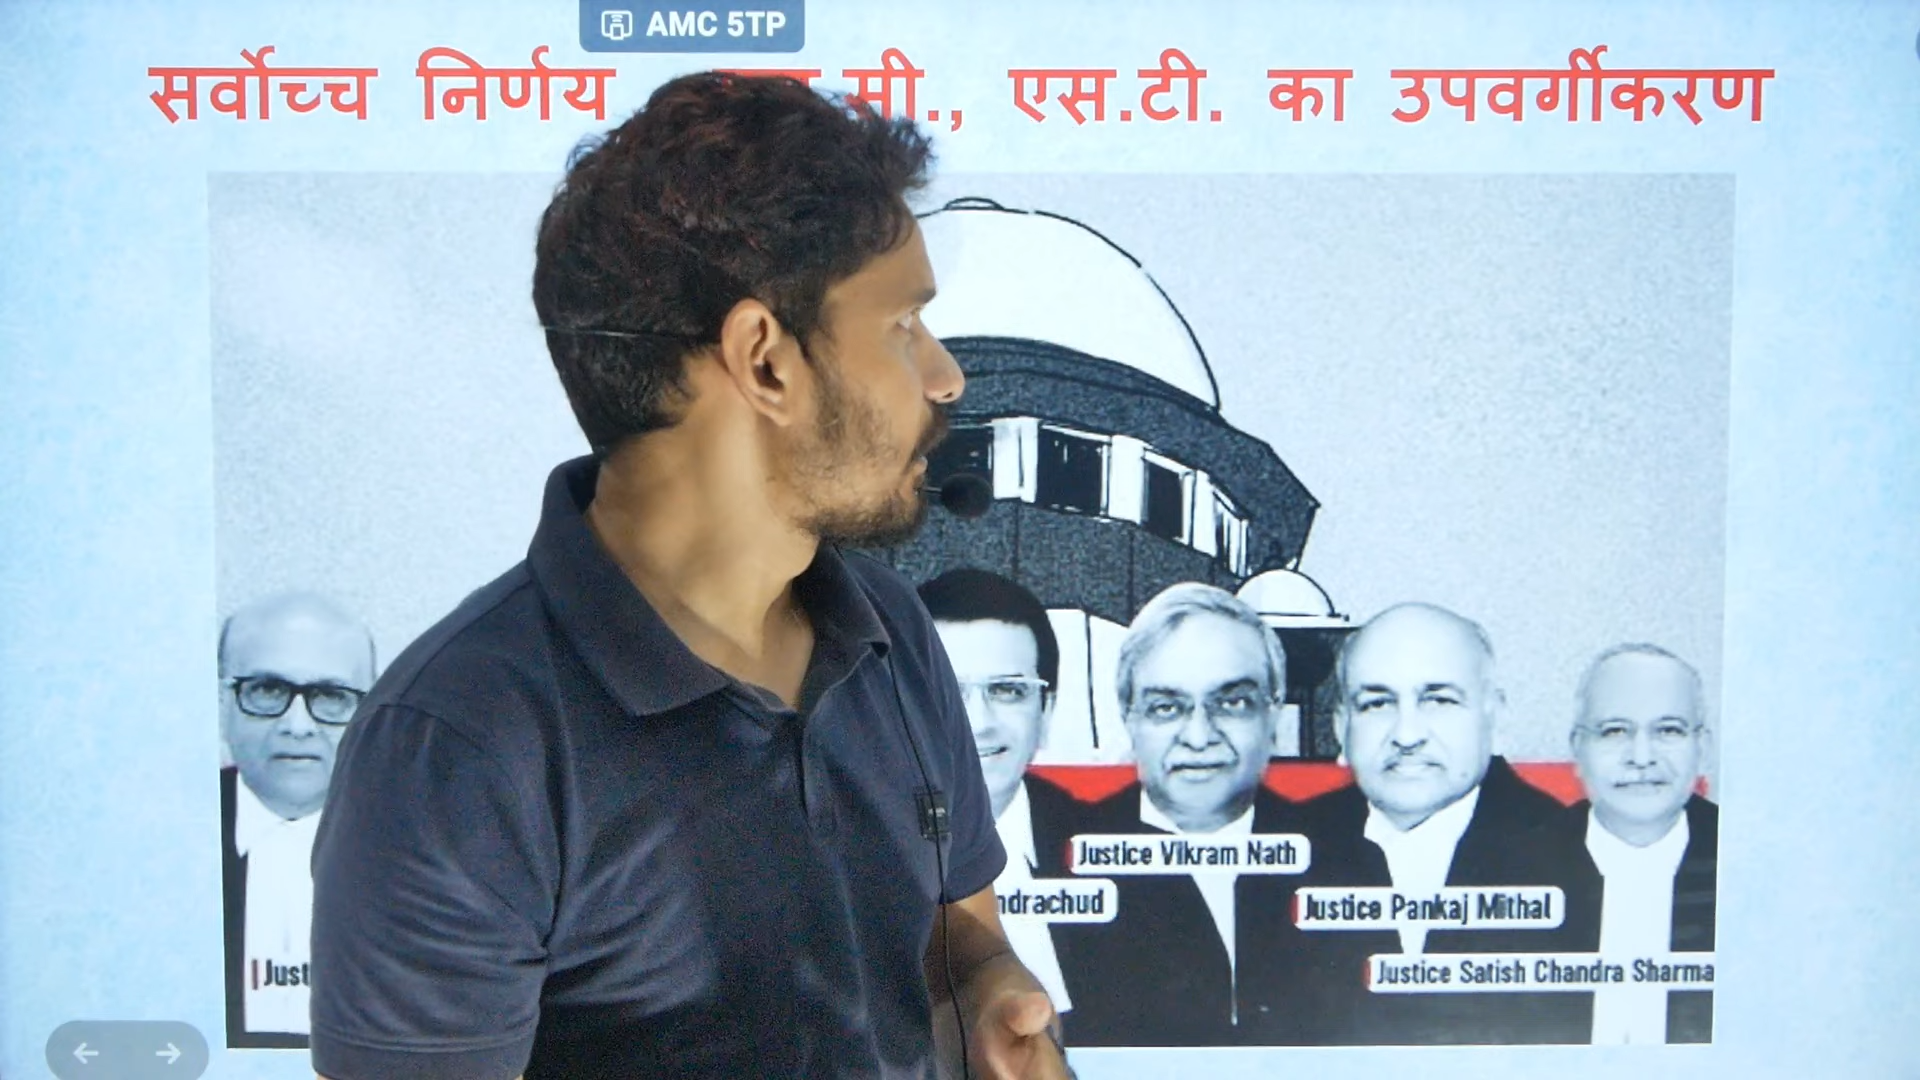 AMC 5TP
सर्वोच्च निर्णय सी., एस.टी. का उपवर्गीकरण
Justice Vikram Nath
ndrachud
Justice Pankaj Mithal
Just
Justice Satish Chandra Sharma